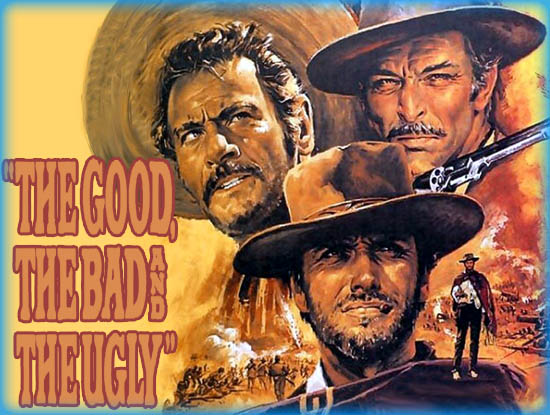 "THE GOOD,
THE BAD AND
THE UGLY"